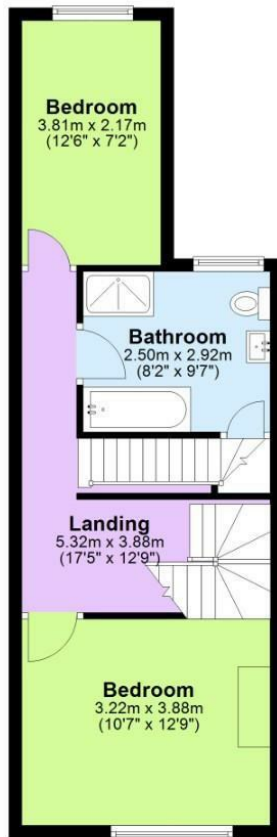 Bedroom
3.81m x 2.17m
(12'6" x 7'2")
Bathroom
2.50m x 2.92m
(8'2" x 9'7")
Landing
5.32m x 3.88m
(17'5" x 12'9")
Bedroom
3.22m x 3.88m
(10'7" x 12'9")